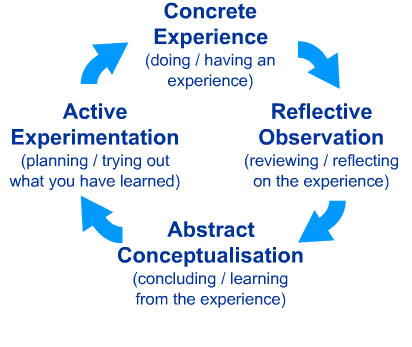 Concrete
Experience
(doing / having an
experience)
Reflective
Observation
(reviewing / reflecting
on the experience)
Abstract
Conceptualisation
(concluding / learning
from the experience)
Active
Experimentation
(planning / trying out
what you have learned)